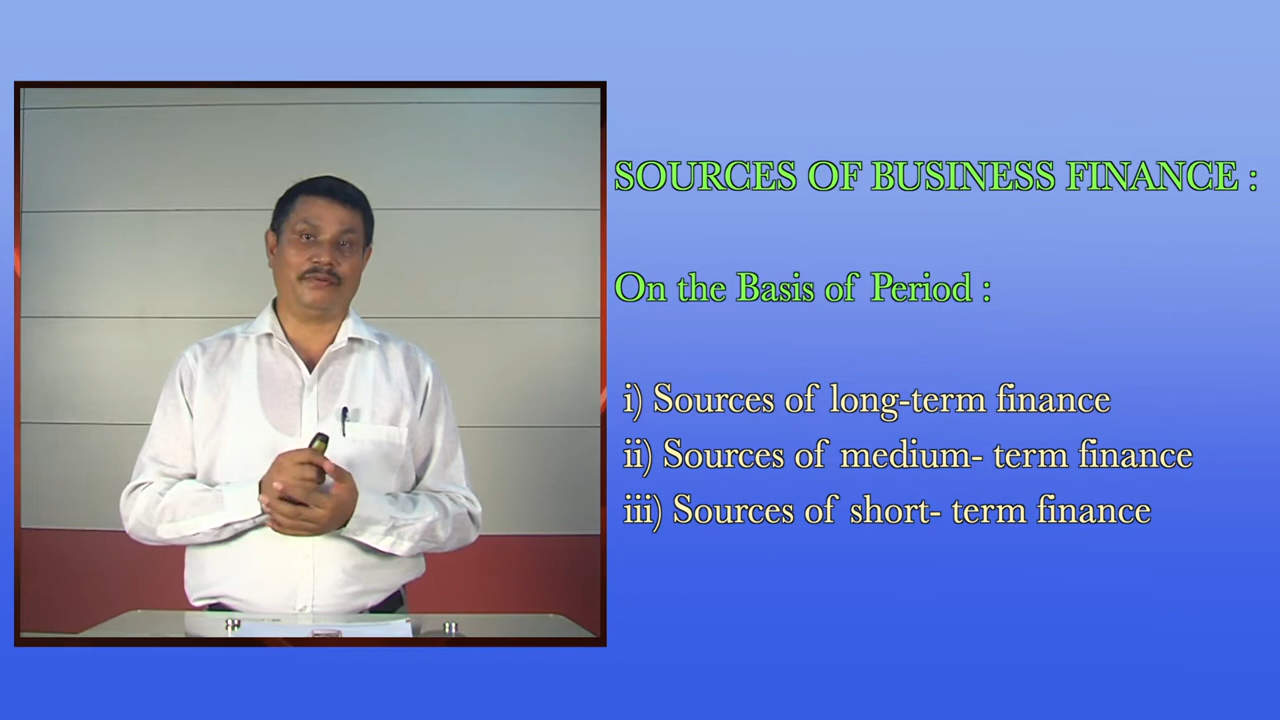 SOURCES OF BUSINESS FINANCE :
On the Basis of Period :
i) Sources of long-term finance
ii) Sources of medium- term finance
iii) Sources of short- term finance